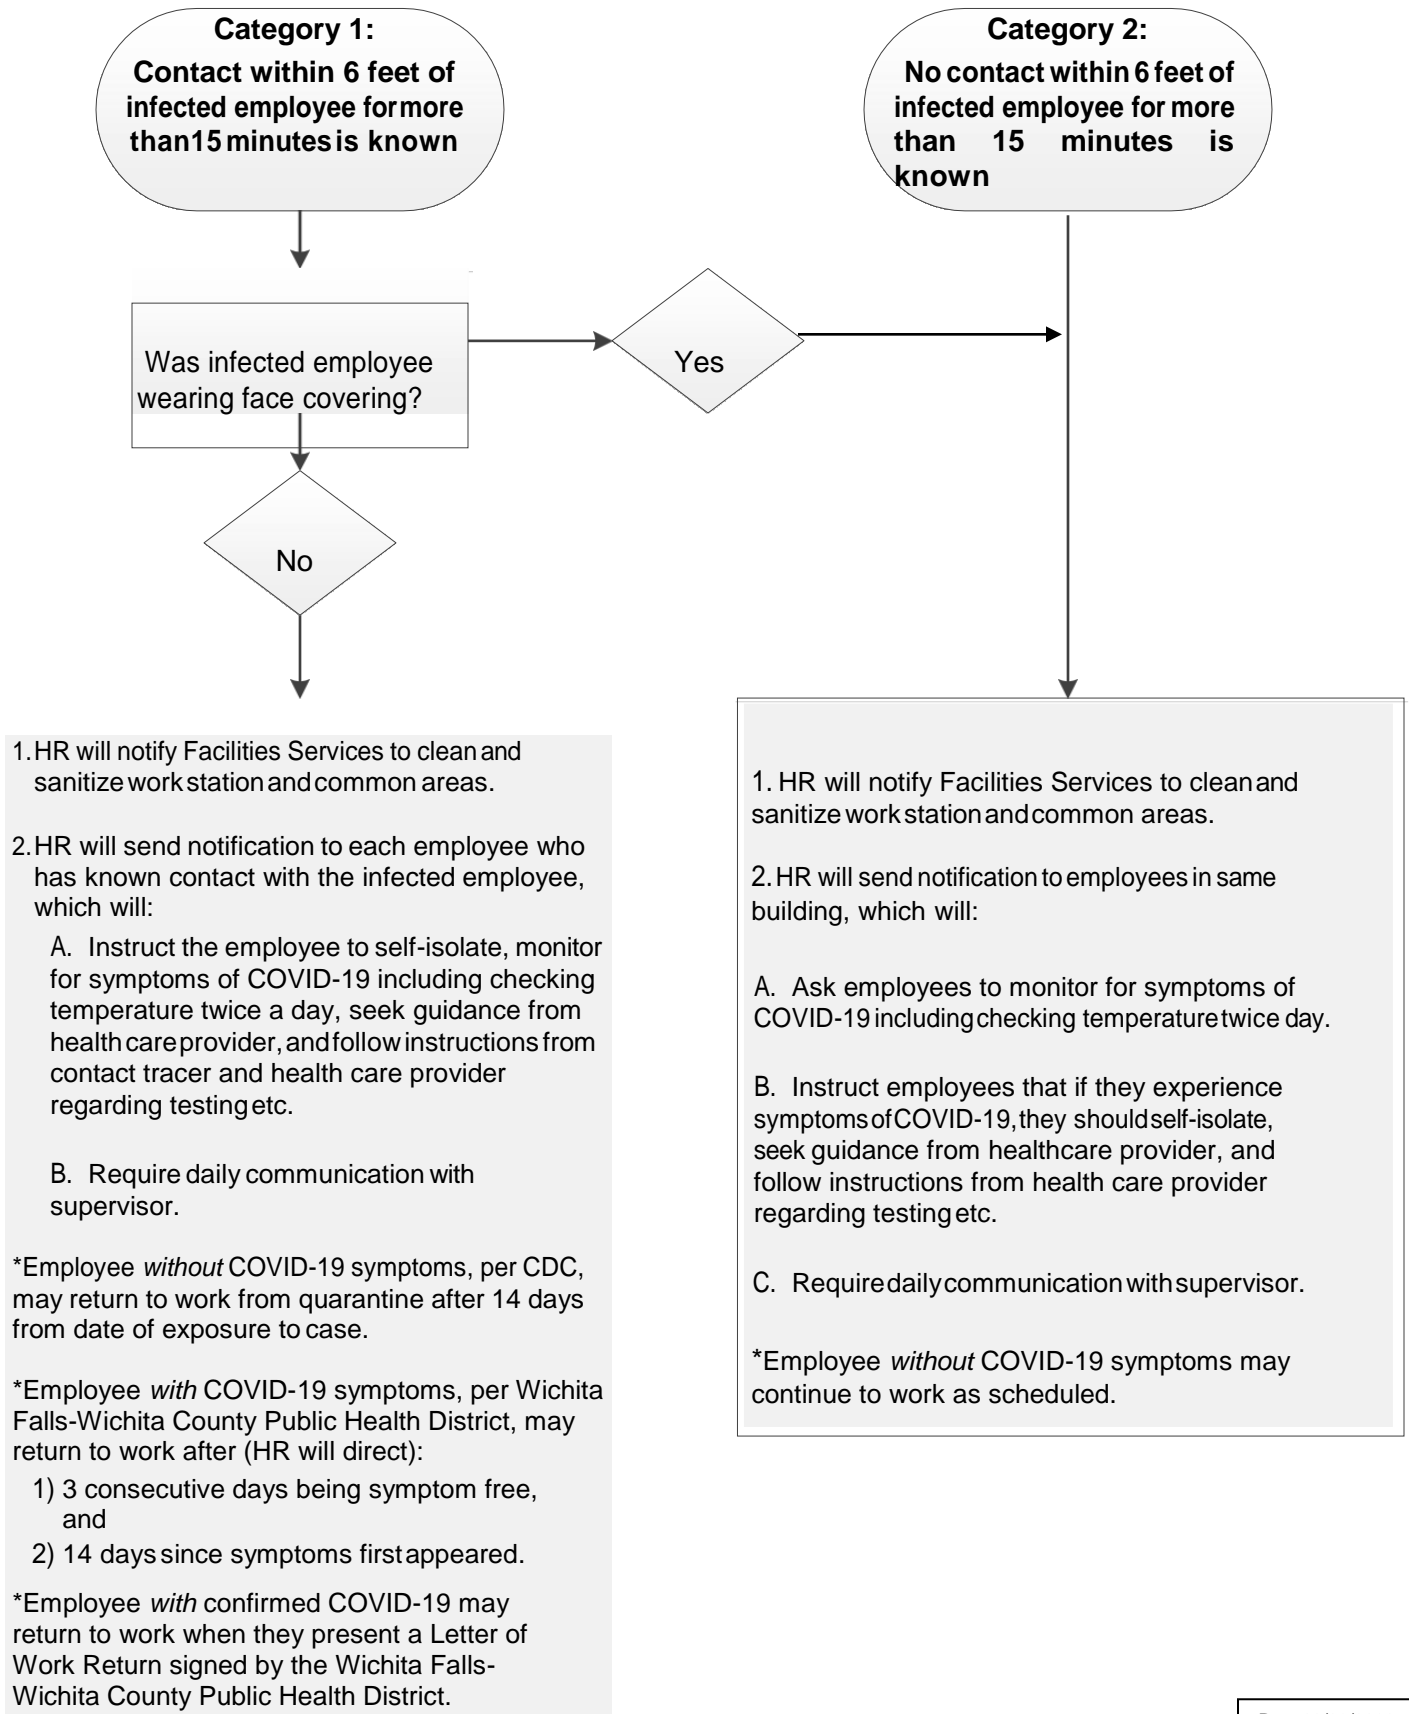 Category 1:
Contact within 6 feet of
infected employee for more
than 15 minutes is known
Category 2:
No contact within 6 feet of
infected employee for more
than 15 minutes is
known
Was infected employee
wearing face covering?
Yes
No
1. HR will notify Facilities Services to clean and
sanitize work station and common areas.
2. HR will send notification to each employee who
has known contact with the infected employee,
which will:
A. Instruct the employee to self-isolate, monitor
for symptoms of COVID-19 including checking
temperature twice a day, seek guidance from
health care provider, and follow instructions from
contact tracer and health care provider
regarding testing etc.
B. Require daily communication with
supervisor.
*Employee without COVID-19 symptoms, per CDC,
may return to work from quarantine after 14 days
from date of exposure to case.
*Employee with COVID-19 symptoms, per Wichita
Falls-Wichita County Public Health District, may
return to work after (HR will direct):
1) 3 consecutive days being symptom free,
and
2) 14 days since symptoms first appeared.
*Employee with confirmed COVID-19 may
return to work when they present a Letter of
Work Return signed by the Wichita Falls-
Wichita County Public Health District.
1. HR will notify Facilities Services to clean and
sanitize work station and common areas.
2. HR will send notification to employees in same
building, which will:
A. Ask employees to monitor for symptoms of
COVID-19 including checking temperature twice day.
B. Instruct employees that if they experience
symptoms of COVID-19, they should self-isolate,
seek guidance from healthcare provider, and
follow instructions from health care provider
regarding testing etc.
C. Require daily communication with supervisor.
*Employee without COVID-19 symptoms may
continue to work as scheduled.